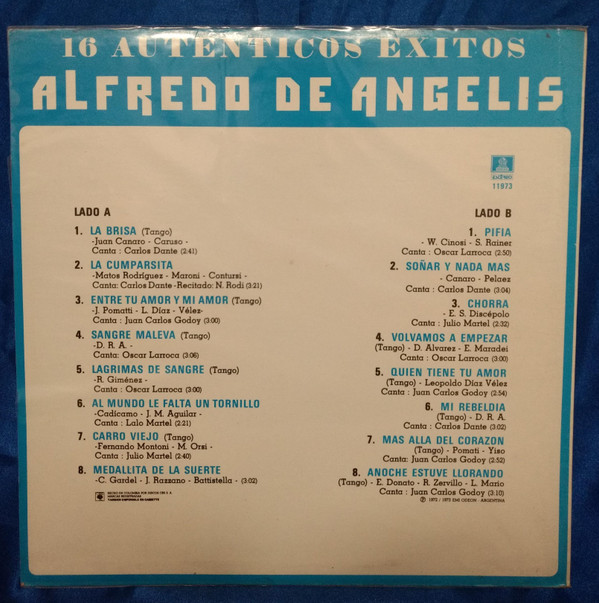 16 AUTENTICOS EXITOS
ALFREDO DE ANGELIS
11973
LADO A
1. LA BRISA (Tango)
-Juan Canaro - Caruso -
Canta : Carlos Dante (2:41)
2. LA CUMPARSITA
-Matos Rodríguez - Maroni - Contursi -
Canta: Carlos Dante -Recitado: N. Rodi (3:21)
3. ENTRE TU AMOR Y MI AMOR (Tango)
-J. Pomatti - L. Díaz - Vélez-
Canta : Juan Carlos Godoy (3:00)
4. SANGRE MALEVA (Tango)
-D. R. A. -
Canta: Oscar Larroca (3:06)
5. LAGRIMAS DE SANGRE (Tango)
-R. Giménez -
Canta : Oscar Larroca (3:00)
6. AL MUNDO LE FALTA UN TORNILLO
-Cadícamo - J. M. Aguilar -
Canta : Lalo Martel (2:21)
7. CARRO VIEJO (Tango)
-Fernando Montoni - M. Orsi -
Canta : Julio Martel (2:40)
8. MEDALLITA DE LA SUERTE
-C. Gardel - J. Razzano - Battistella - (3:02)
LADO B
1. PIFIA
- W. Cinosi - S. Rainer
Canta : Oscar Larroca (2:50)
2. SOÑAR Y NADA MAS
- Canaro - Pelaez
Canta : Carlos Dante (3:04)
3. CHORRA
- E. S. Discépolo
Canta : Julio Martel (2:32)
4. VOLVAMOS A EMPEZAR
(Tango) - D. Alvarez - E. Maradei
Canta : Oscar Larroca (3:00)
5. QUIEN TIENE TU AMOR
(Tango) - Leopoldo Díaz Vélez
Canta : Juan Carlos Godoy (2:54)
6. MI REBELDIA
(Tango) - D. R. A.
Canta : Carlos Dante (3:02)
7. MAS ALLA DEL CORAZON
(Tango) - Pomati - Yiso
Canta: Juan Carlos Godoy (2:52)
8. ANOCHE ESTUVE LLORANDO
(Tango) - E. Donato - R. Zervillo - L. Mario
Canta : Juan Carlos Godoy (3:10)